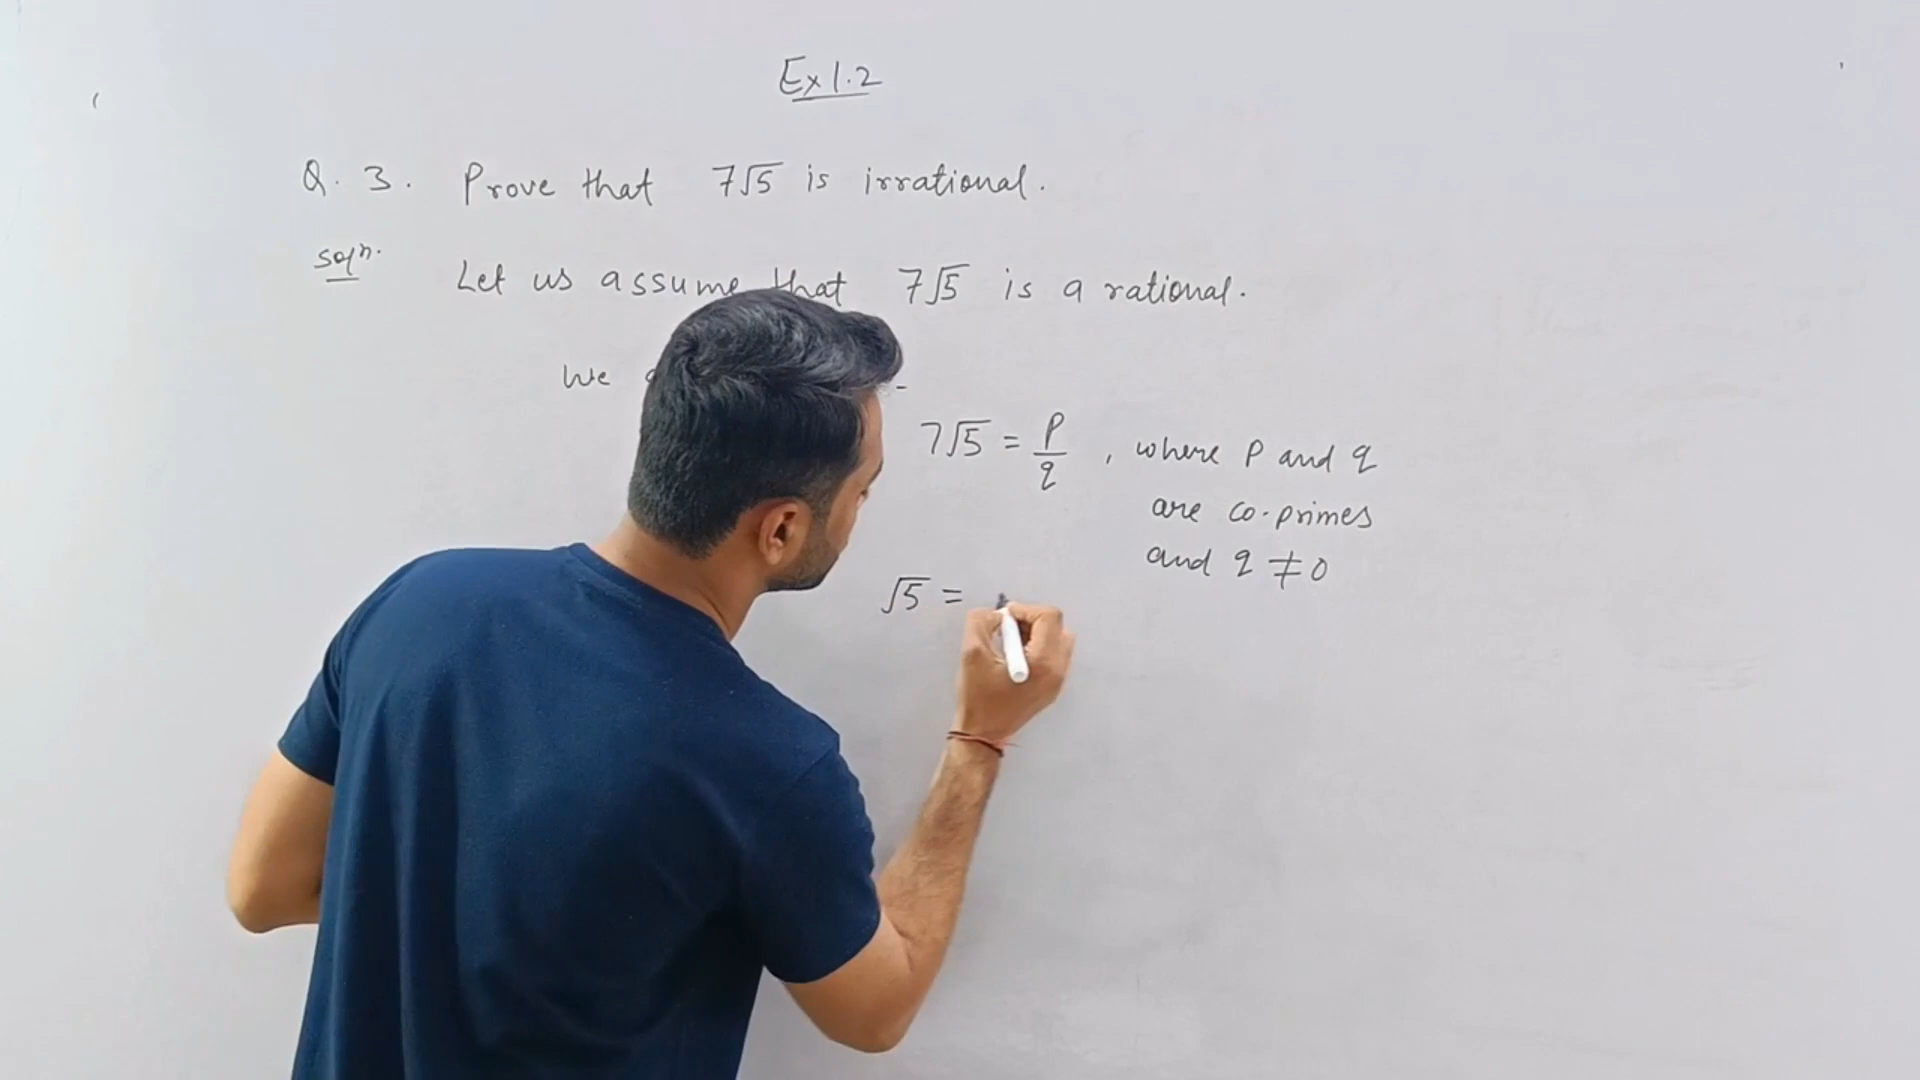 Ex 1.2
Q. 3. Prove that 7√5 is irrational.
Solⁿ. Let us assume that 7√5 is a rational.
We
7√5 = p/q , where p and q
are co-primes
and q ≠ 0
√5 =